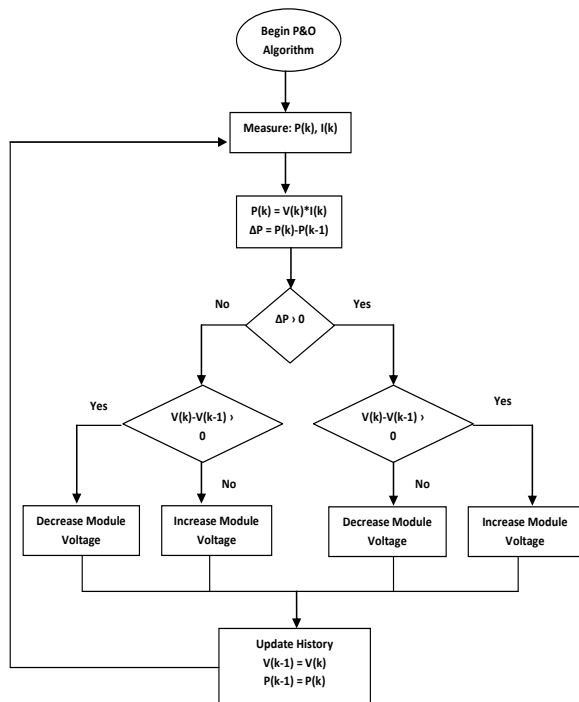 Begin P&O
Algorithm
Measure: P(k), I(k)
P(k) = V(k)*I(k)
ΔP = P(k)-P(k-1)
No
Yes
ΔP › 0
Yes
V(k)-V(k-1) ›
0
V(k)-V(k-1) ›
0
Yes
No
No
Decrease Module
Voltage
Increase Module
Voltage
Decrease Module
Voltage
Increase Module
Voltage
Update History
V(k-1) = V(k)
P(k-1) = P(k)